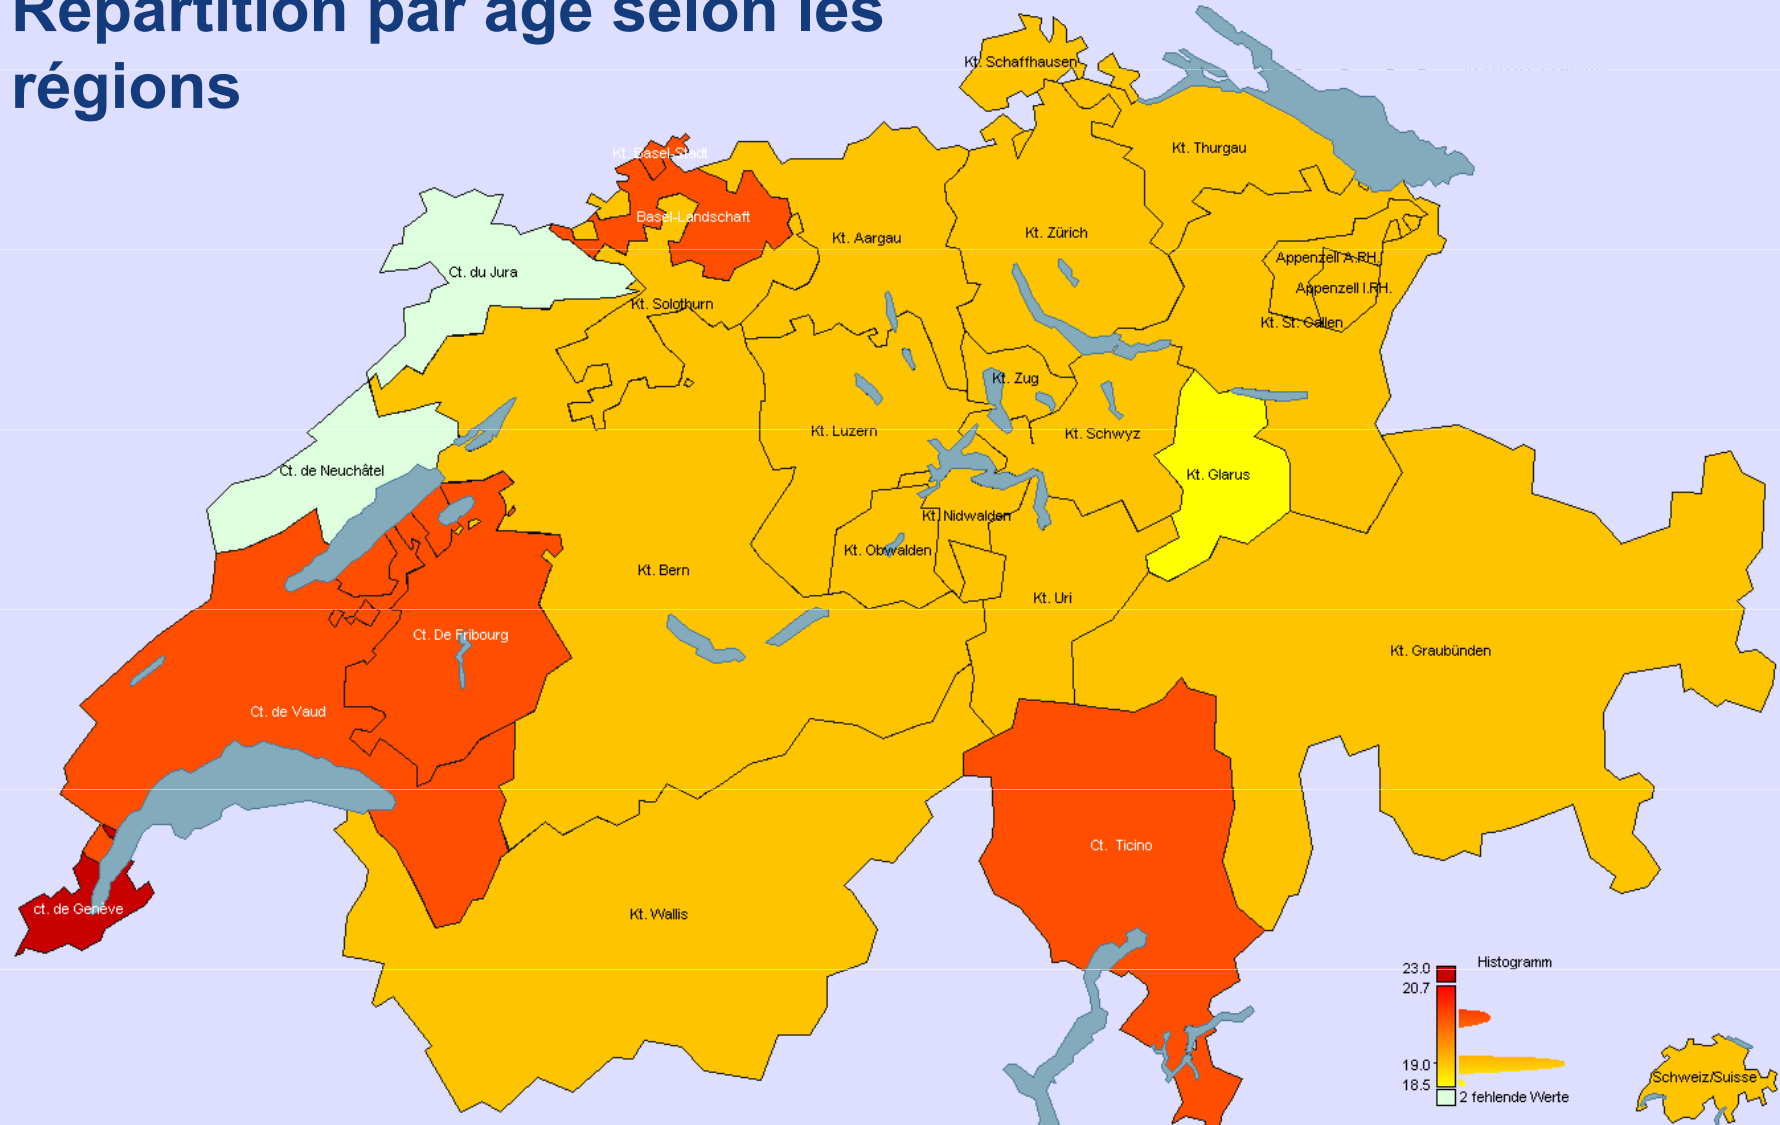 Répartition par âge selon les
régions
Kt. Schaffhausen
Kt. Basel-Stadt
Kt. Thurgau
Basel-Landschaft
Kt. Aargau
Kt. Zürich
Appenzell A.RH.
Ct. du Jura
Appenzell I.RH.
Kt. Solothurn
Kt. St. Gallen
Kt. Zug
Kt. Luzern
Kt. Schwyz
Ct. de Neuchâtel
Kt. Glarus
Kt. Nidwalden
Kt. Obwalden
Kt. Bern
Kt. Uri
Ct. De Fribourg
Kt. Graubünden
Ct. de Vaud
Ct. Ticino
ct. de Genève
Kt. Wallis
Histogramm
23.0
20.7
19.0
18.5
2 fehlende Werte
Schweiz/Suisse